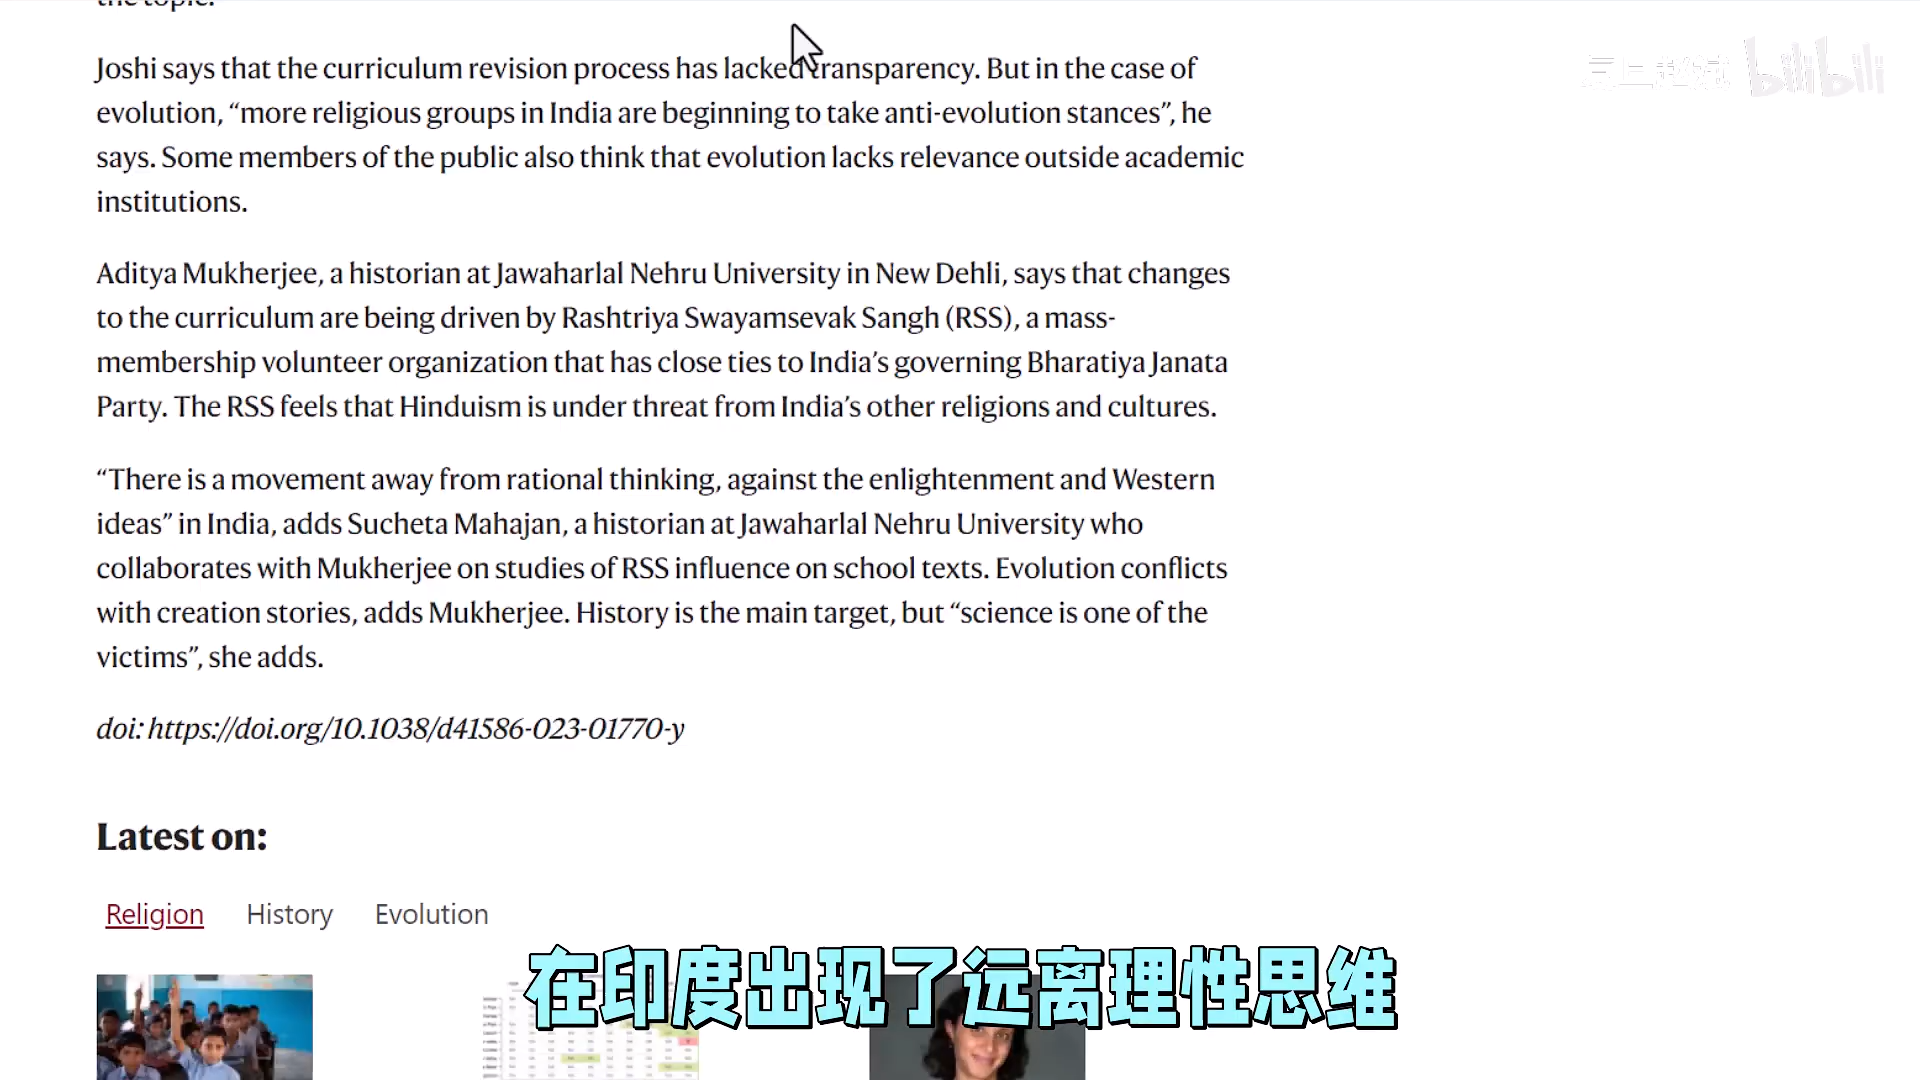 the topic.
Joshi says that the curriculum revision process has lacked transparency. But in the case of
evolution, “more religious groups in India are beginning to take anti-evolution stances”, he
says. Some members of the public also think that evolution lacks relevance outside academic
institutions.
Aditya Mukherjee, a historian at Jawaharlal Nehru University in New Dehli, says that changes
to the curriculum are being driven by Rashtriya Swayamsevak Sangh (RSS), a mass-
membership volunteer organization that has close ties to India’s governing Bharatiya Janata
Party. The RSS feels that Hinduism is under threat from India’s other religions and cultures.
“There is a movement away from rational thinking, against the enlightenment and Western
ideas” in India, adds Sucheta Mahajan, a historian at Jawaharlal Nehru University who
collaborates with Mukherjee on studies of RSS influence on school texts. Evolution conflicts
with creation stories, adds Mukherjee. History is the main target, but “science is one of the
victims”, she adds.
doi: https://doi.org/10.1038/d41586-023-01770-y
Latest on:
Religion History Evolution
在印度出现了远离理性思维
bilibili